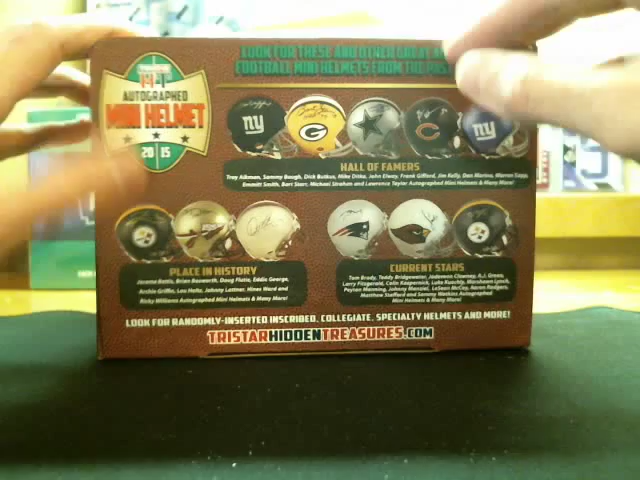 LOOK FOR THESE AND OTHER GREAT
FOOTBALL MINI HELMETS FROM THE
AUTOGRAPHED
MINI HELMET
20 15
ny
G
C
ny
HALL OF FAMERS
Troy Aikman, Sammy Baugh, Dick Butkus, Mike Ditka, John Elway, Frank Gifford, Jim Kelly, Dan Marino, Warren Sapp,
Emmitt Smith, Bart Starr, Michael Strahan and Lawrence Taylor Autographed Mini Helmets & Many More!
PLACE IN HISTORY
Jerome Bettis, Brian Bosworth, Doug Flutie, Eddie George,
Archie Griffin, Leo Nofte, Johnny Lattner, Hines Ward and
Ricky Williams Autographed Mini Helmets & Many More!
CURRENT STARS
Tom Brady, Teddy Bridgewater, Jadeveon Clowney, A.J. Green,
Larry Fitzgerald, Colin Kaepernick, Luke Kuechly, Marshawn Lynch,
Peyton Manning, Johnny Manziel, LeSean McCoy, Aaron Rodgers,
Matthew Stafford and Sammy Watkins Autographed
Mini Helmets & Many More!
LOOK FOR RANDOMLY-INSERTED INSCRIBED, COLLEGIATE, SPECIALTY HELMETS AND MORE!
TRISTARHIDDENTREASURES.COM